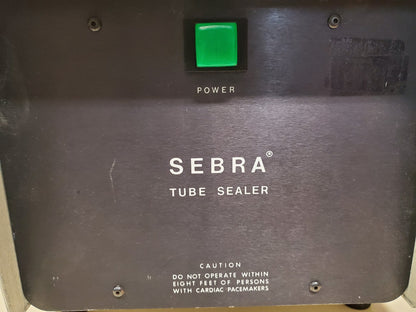 POWER
SEBRA®
TUBE SEALER
CAUTION
DO NOT OPERATE WITHIN
EIGHT FEET OF PERSONS
WITH CARDIAC PACEMAKERS